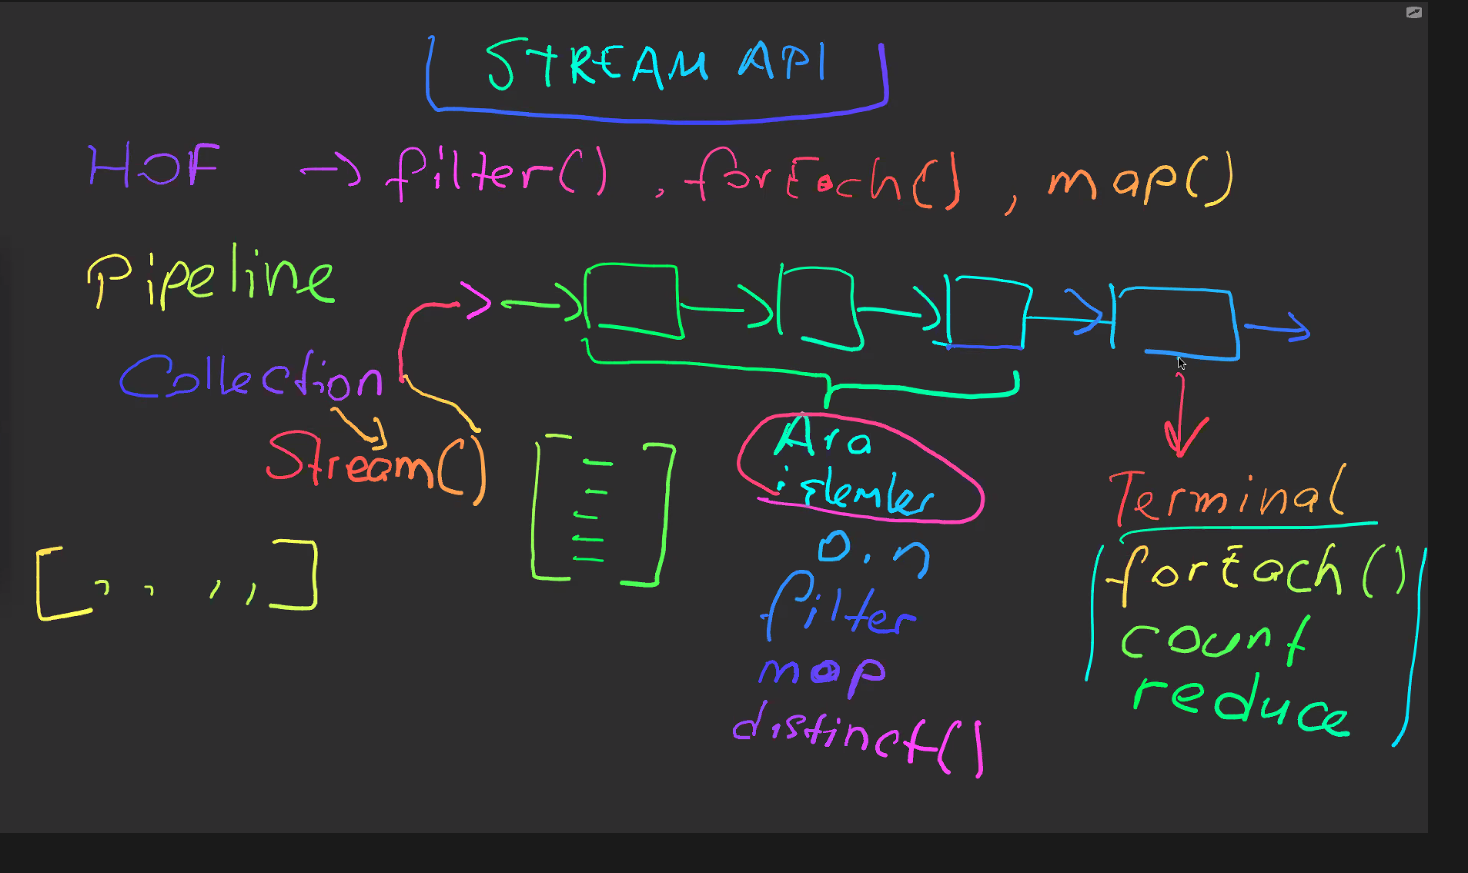 STREAM API
HOF → filter() , forEach() , map()
Pipeline
Collection
Stream()
[ , , , , ]
Ara
işlemler
0, n
filter
map
distinct()
Terminal
forEach()
count
reduce